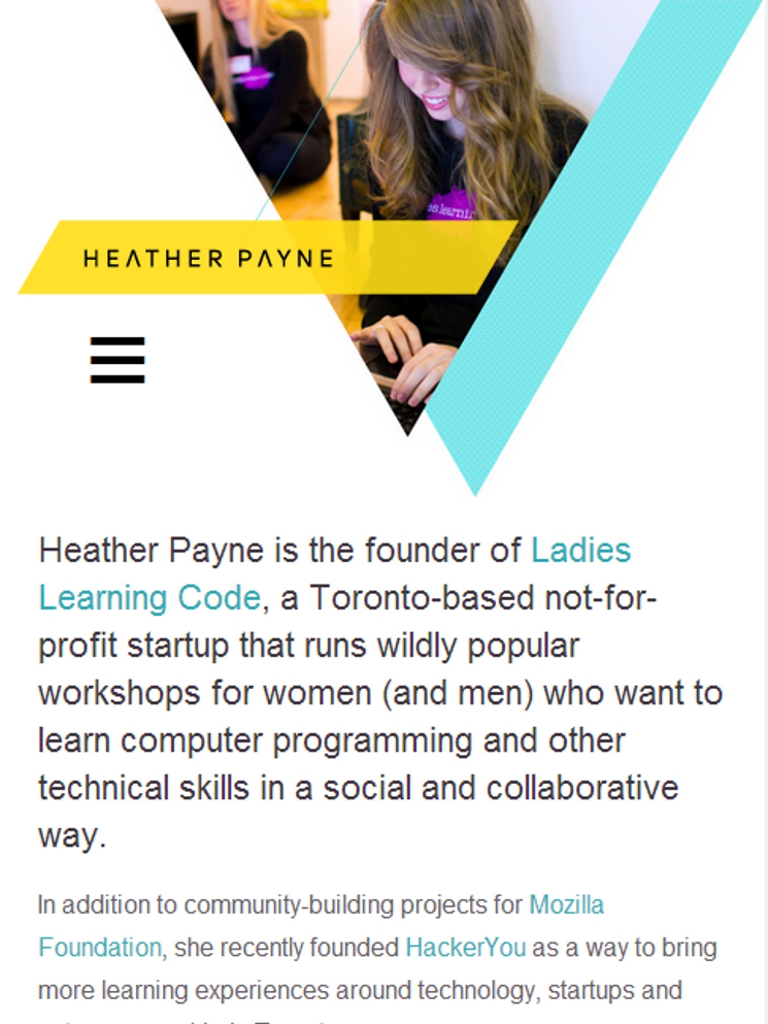 HEATHER PAYNE
Heather Payne is the founder of Ladies
Learning Code, a Toronto-based not-for-
profit startup that runs wildly popular
workshops for women (and men) who want to
learn computer programming and other
technical skills in a social and collaborative
way.
In addition to community-building projects for Mozilla
Foundation, she recently founded HackerYou as a way to bring
more learning experiences around technology, startups and